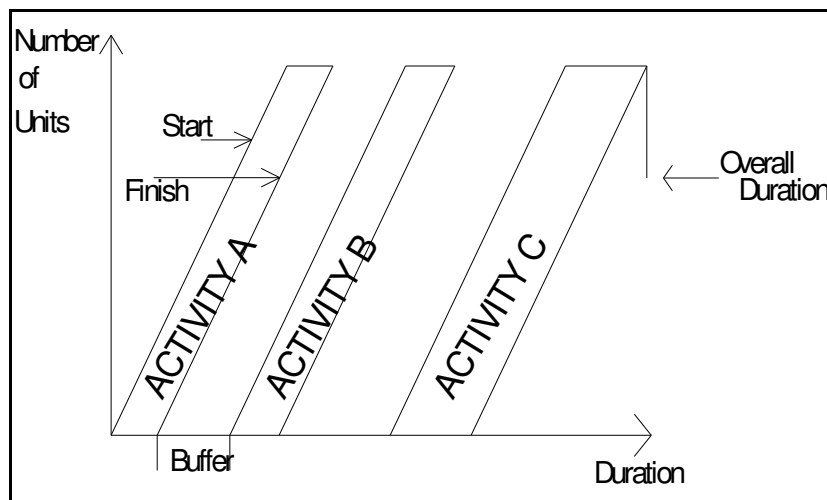 Number
of
Units
Start
Finish
ACTIVITY A
ACTIVITY B
ACTIVITY C
Overall
Duration
Buffer
Duration